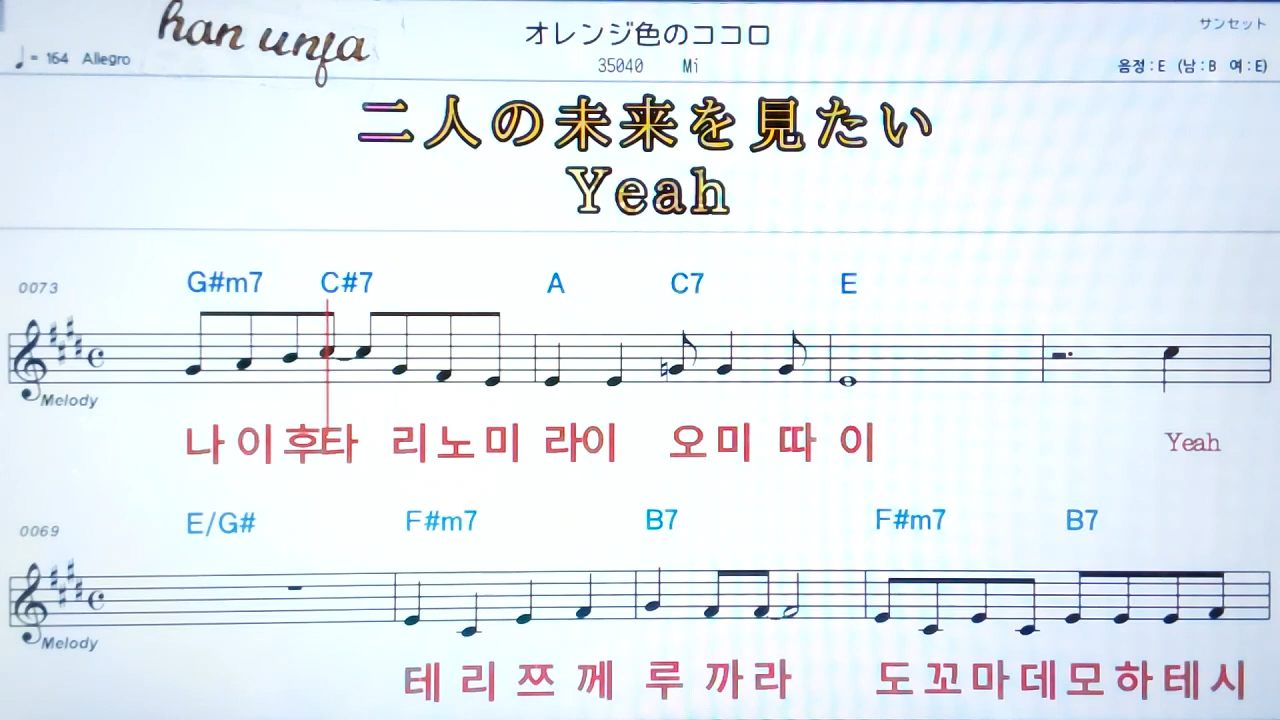 han unja
オレンジ色のココロ
サンセット
♩= 164 Allegro
35040 Mi
음정:E (남:B 여:E)
二人の未来を見たい
Yeah
0073 G#m7 C#7 A C7 E
Melody
나이후타 리노미 라이 오미 따 이 Yeah
0069 E/G# F#m7 B7 F#m7 B7
Melody
테리쯔께 루까라 도꼬마데모하테시